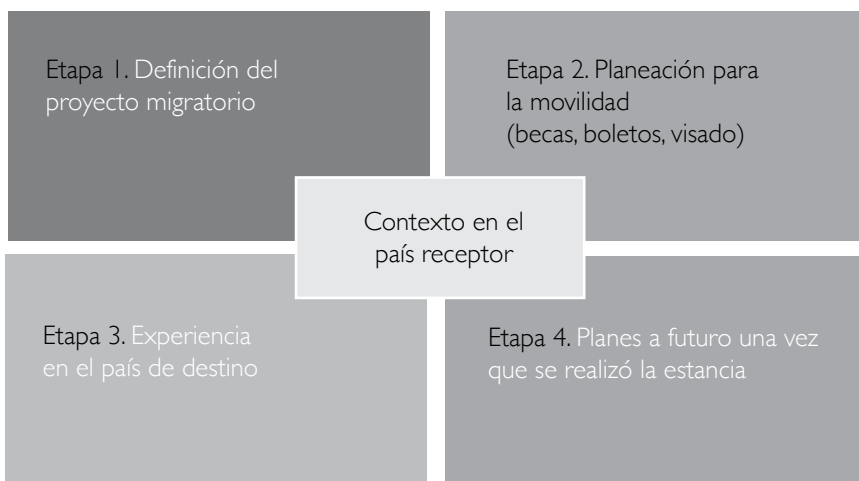 Etapa 1. Definición del
proyecto migratorio
Etapa 2. Planeación para
la movilidad
(becas, boletos, visado)
Contexto en el
país receptor
Etapa 3. Experiencia
en el país de destino
Etapa 4. Planes a futuro una vez
que se realizó la estancia